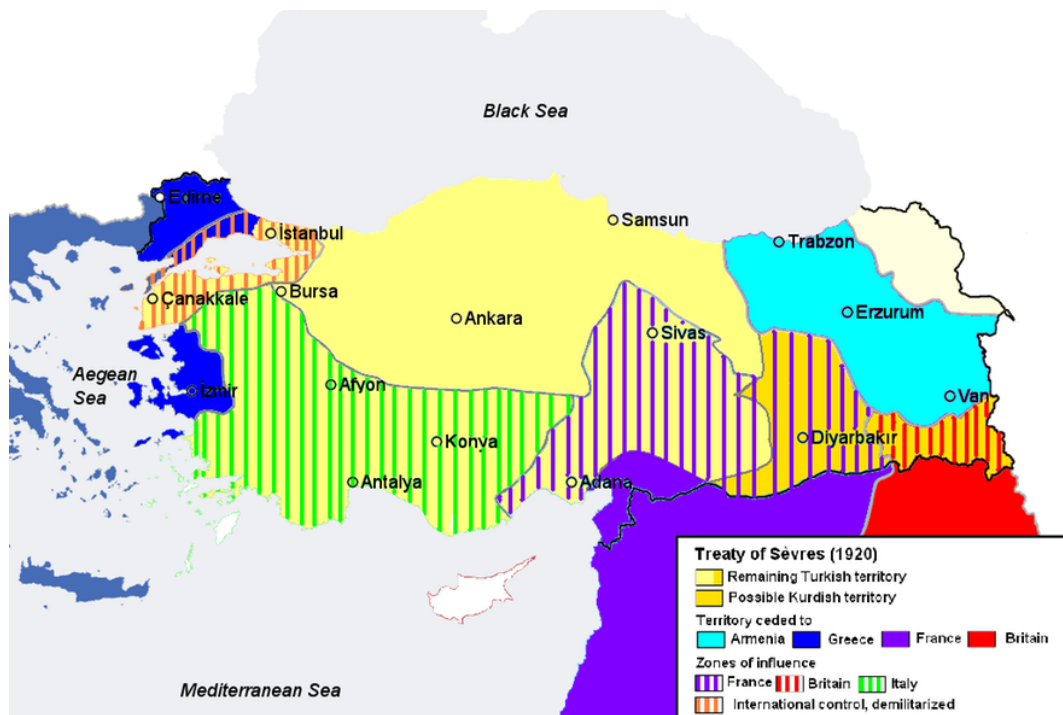 Black Sea
Edirne
İstanbul
Samsun
Trabzon
Çanakkale
Bursa
Ankara
Sivas
Erzurum
Aegean
Sea
İzmir
Afyon
Van
Konya
Diyarbakır
Antalya
Adana
Mediterranean Sea
Treaty of Sèvres (1920)
Remaining Turkish territory
Possible Kurdish territory
Territory ceded to
Armenia Greece France Britain
Zones of influence
France Britain Italy
International control, demilitarized